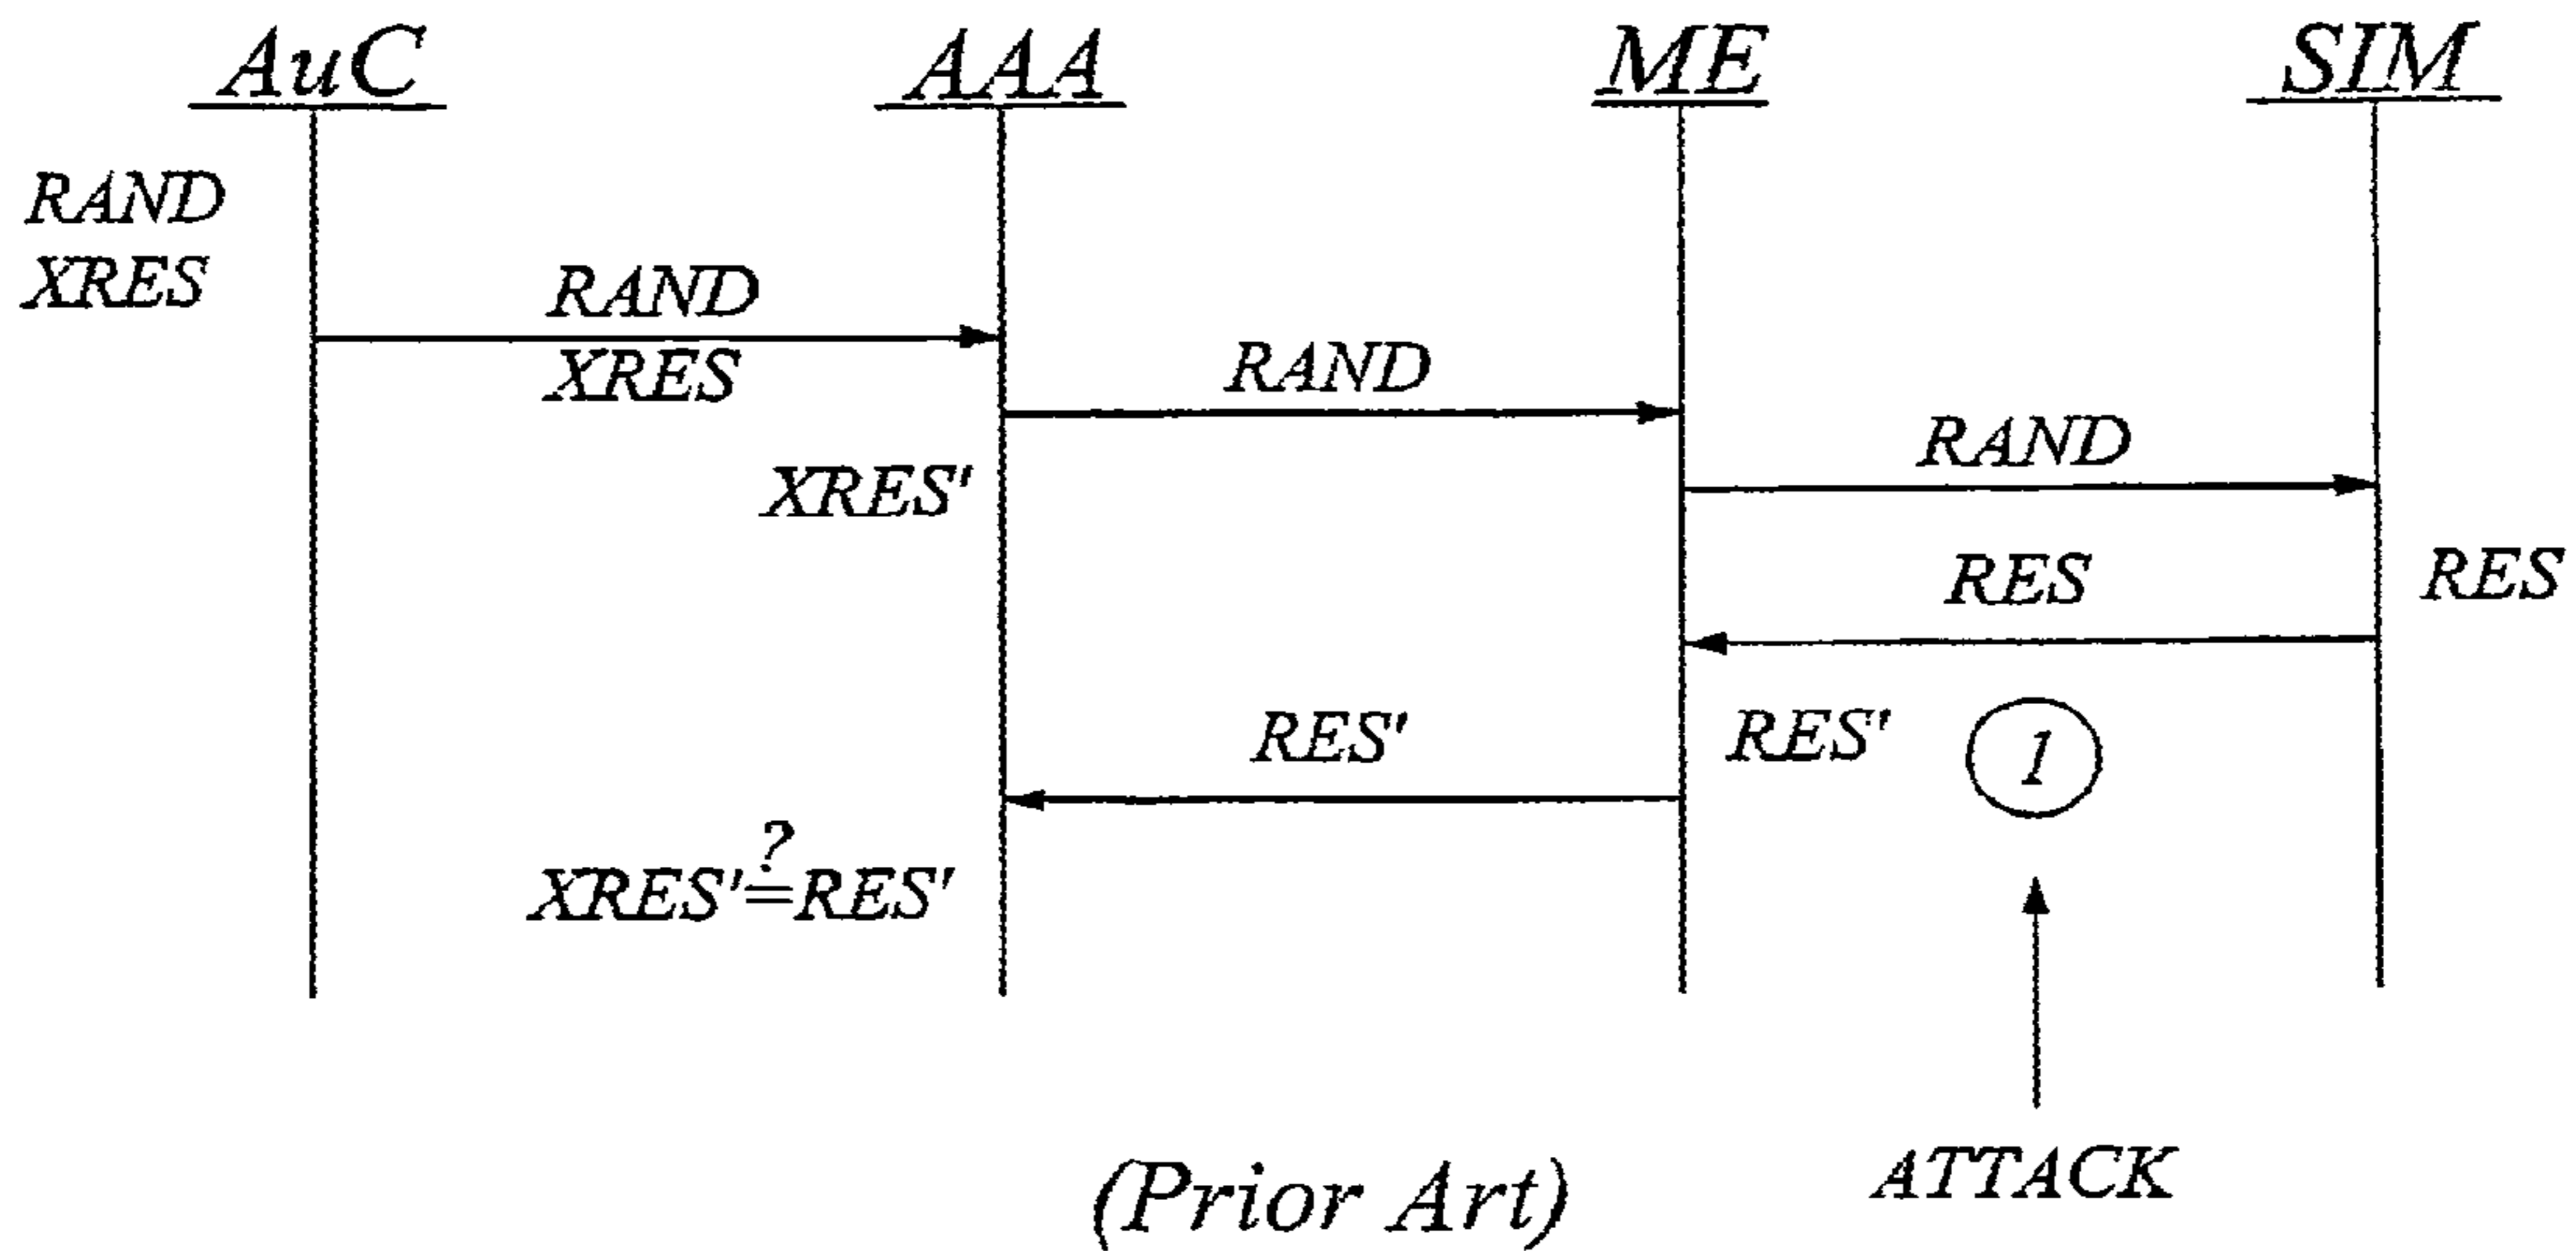 AuC AAA ME SIM
RAND
XRES
RAND
XRES
RAND
XRES'
RAND
RES
RES
RES'
RES'
1
XRES'=RES'
?
ATTACK
(Prior Art)